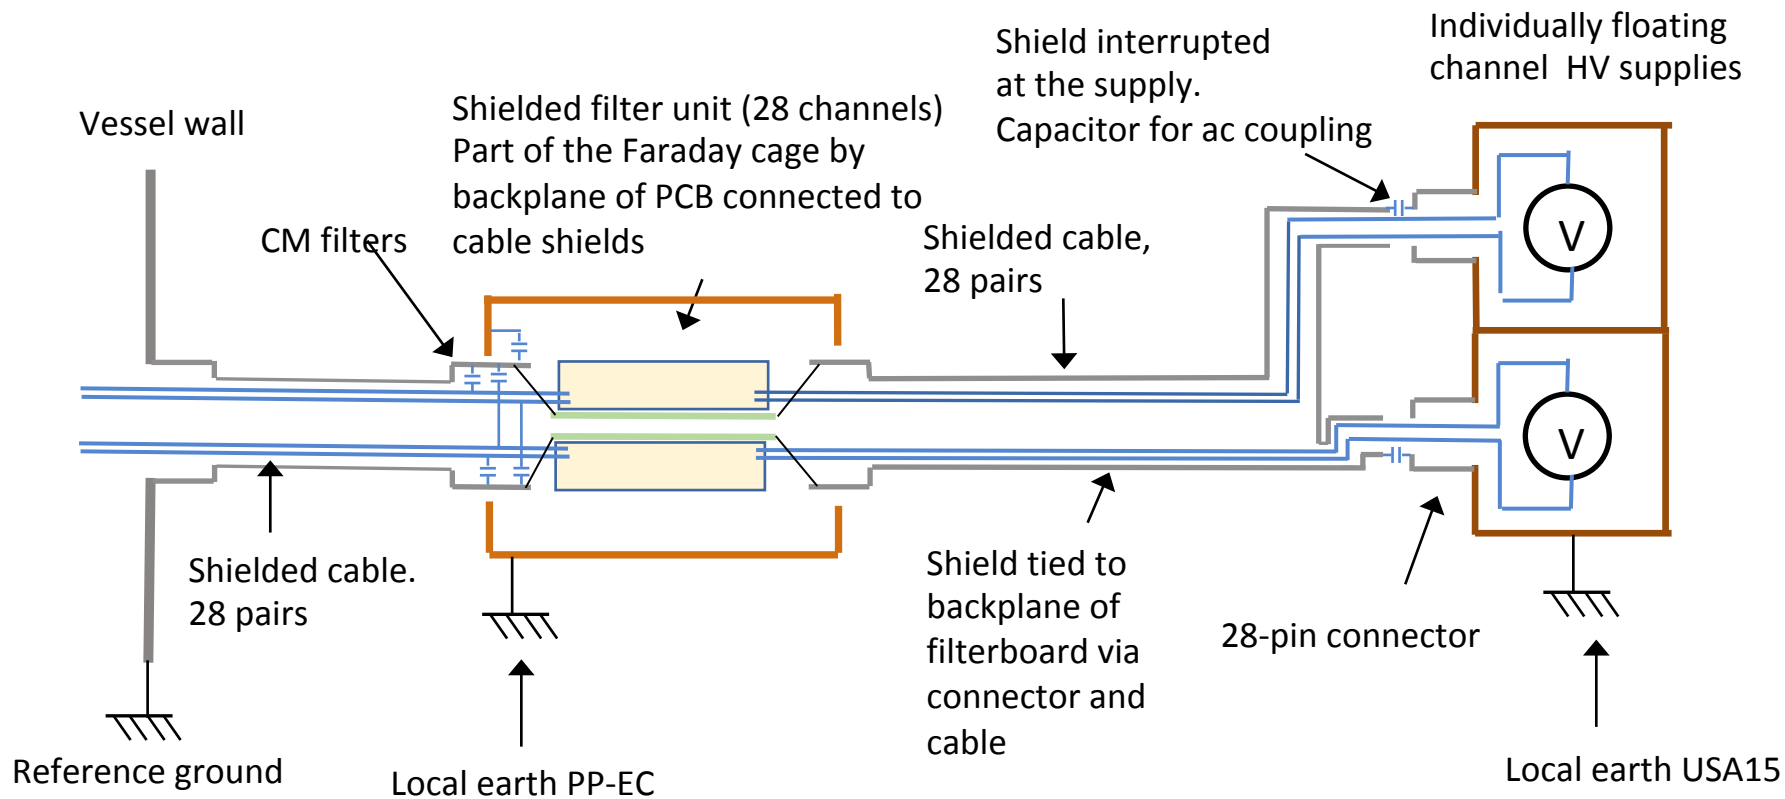 Individually floating
channel HV supplies
Shield interrupted
at the supply.
Capacitor for ac coupling
Vessel wall
Shielded filter unit (28 channels)
Part of the Faraday cage by
backplane of PCB connected to
cable shields
CM filters
Shielded cable,
28 pairs
V
V
Shielded cable.
28 pairs
Shield tied to
backplane of
filterboard via
connector and
cable
28-pin connector
Reference ground
Local earth PP-EC
Local earth USA15